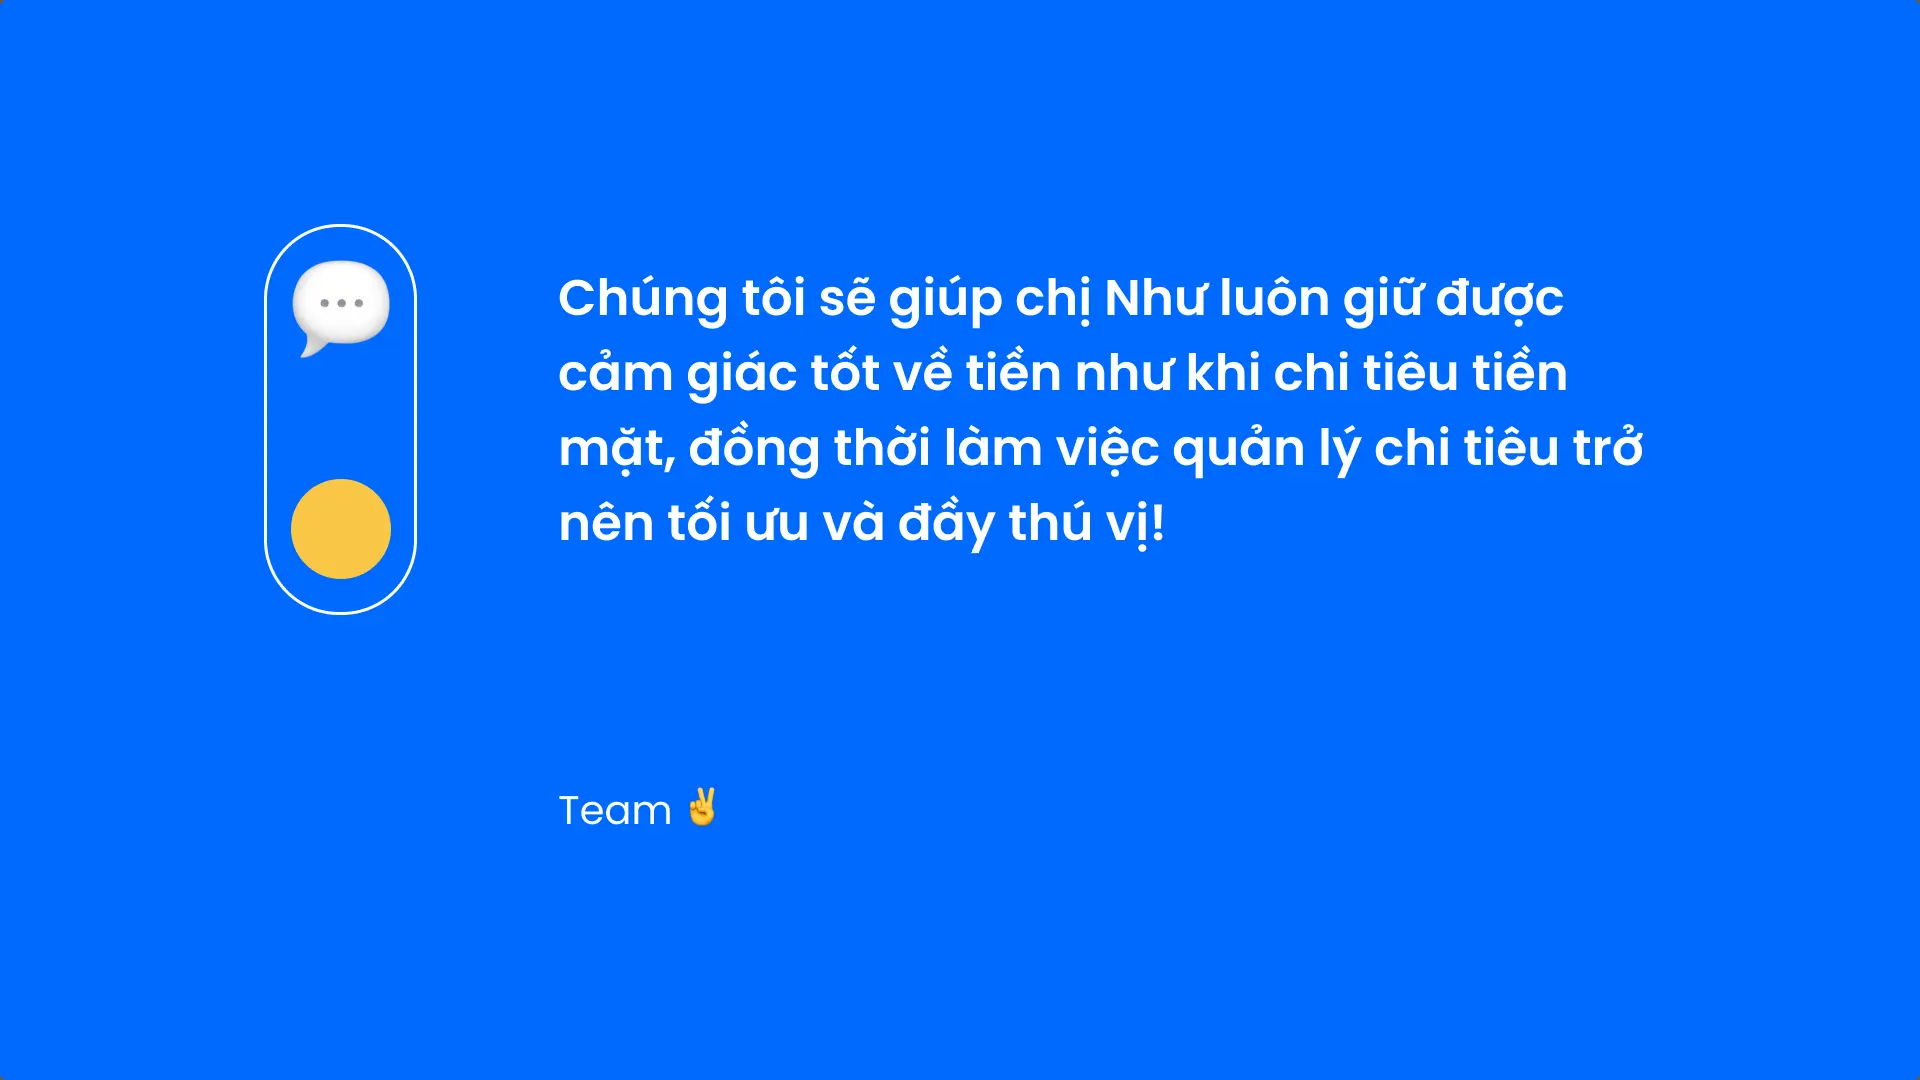 Chúng tôi sẽ giúp chị Như luôn giữ được
cảm giác tốt về tiền như khi chi tiêu tiền
mặt, đồng thời làm việc quản lý chi tiêu trở
nên tối ưu và đầy thú vị!
Team ✌️